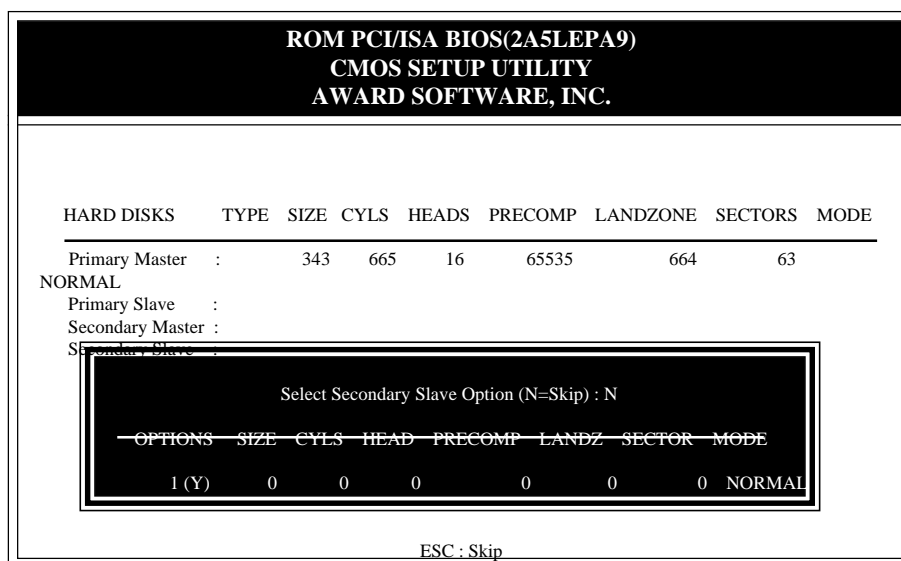 ROM PCI/ISA BIOS(2A5LEPA9)
CMOS SETUP UTILITY
AWARD SOFTWARE, INC.
HARD DISKS TYPE SIZE CYLS HEADS PRECOMP LANDZONE SECTORS MODE
Primary Master : 343 665 16 65535 664 63
NORMAL
Primary Slave :
Secondary Master :
Secondary Slave :
Select Secondary Slave Option (N=Skip) : N
OPTIONS SIZE CYLS HEAD PRECOMP LANDZ SECTOR MODE
1 (Y) 0 0 0 0 0 0 NORMAL
ESC : Skip